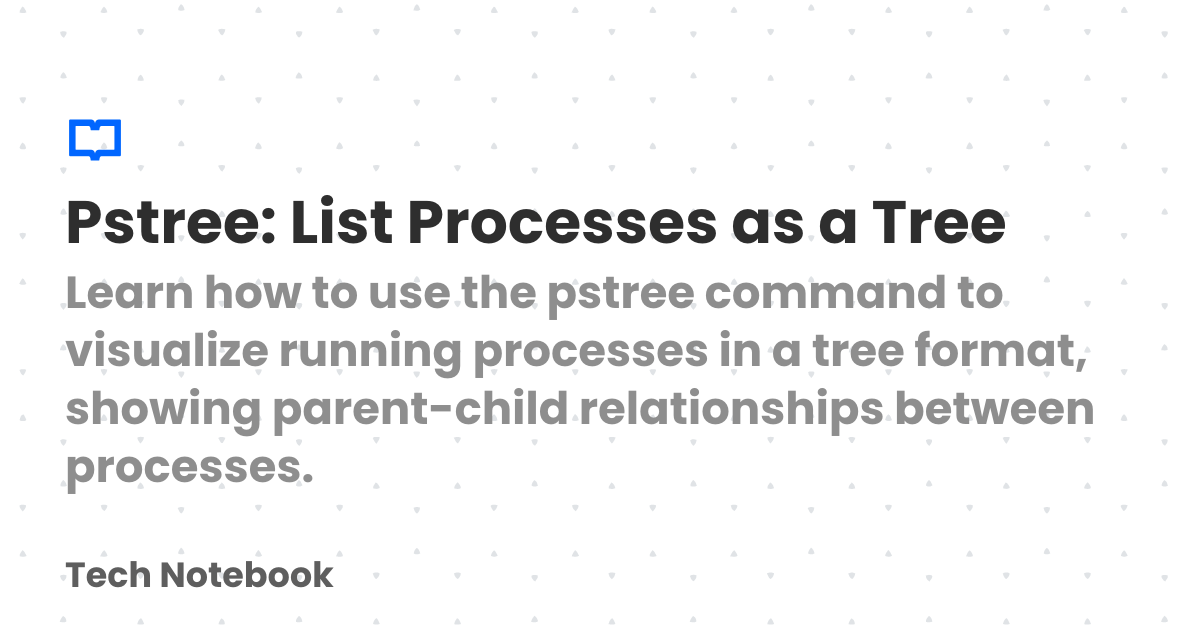 Pstree: List Processes as a Tree
Learn how to use the pstree command to
visualize running processes in a tree format,
showing parent-child relationships between
processes.
Tech Notebook